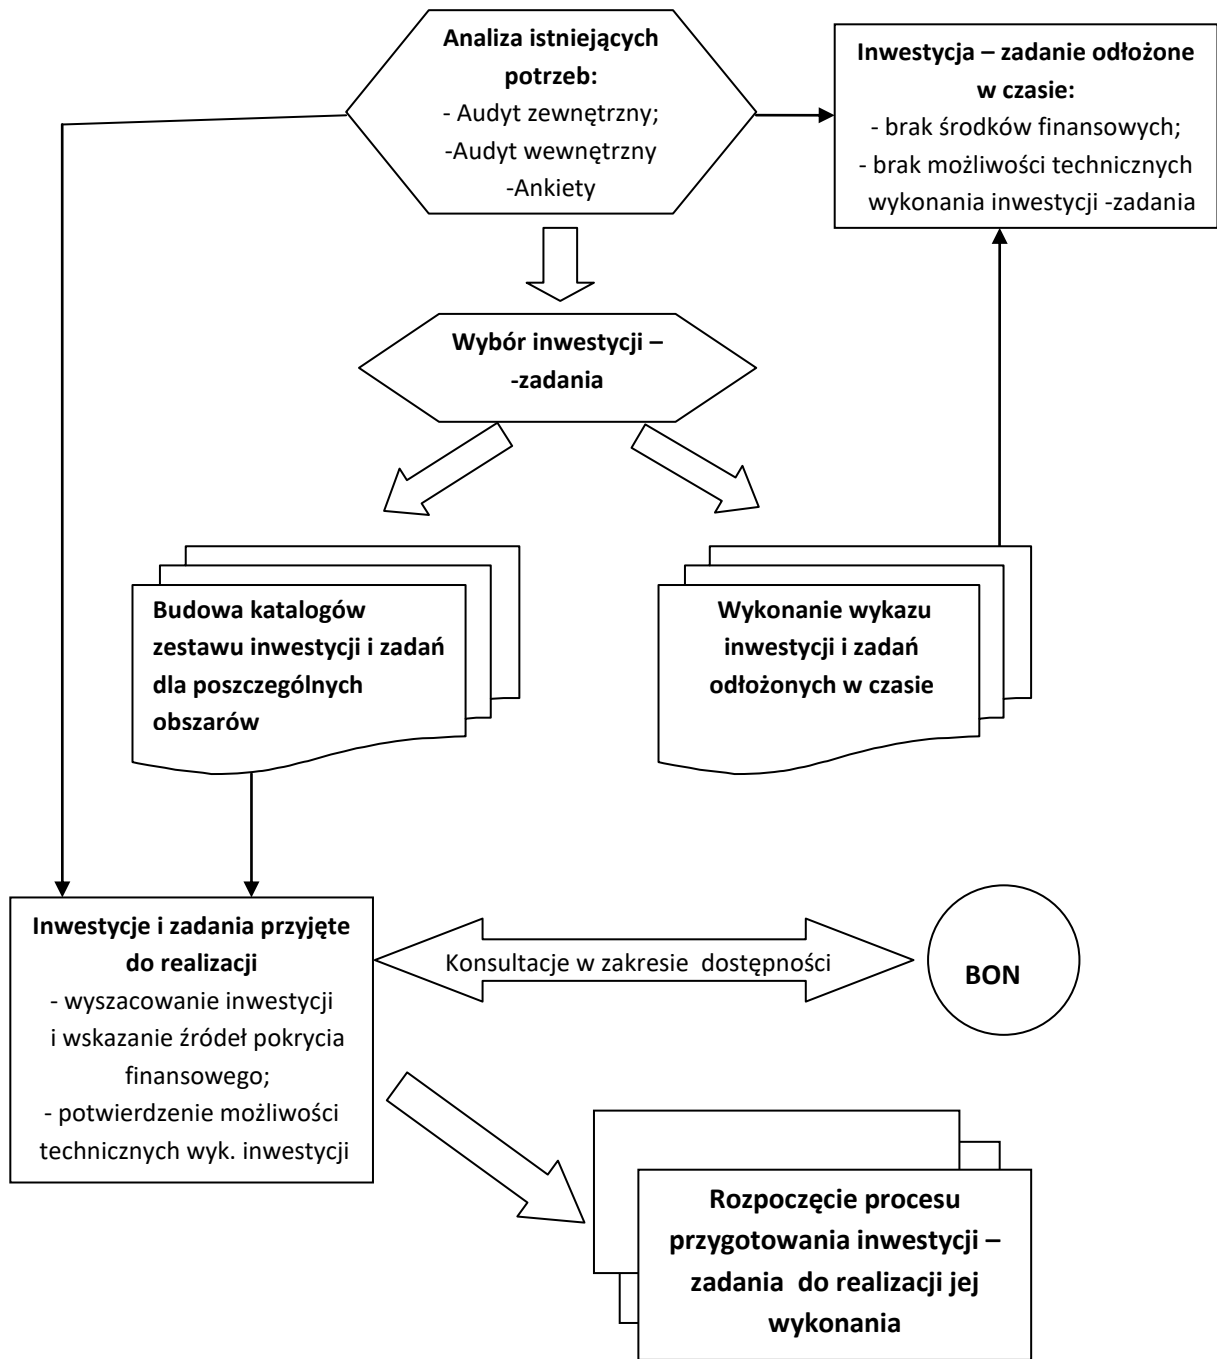 Analiza istniejących
potrzeb:
- Audyt zewnętrzny;
-Audyt wewnętrzny
-Ankiety
Inwestycja – zadanie odłożone
w czasie:
- brak środków finansowych;
- brak możliwości technicznych
wykonania inwestycji -zadania
Wybór inwestycji –
-zadania
Budowa katalogów
zestawu inwestycji i zadań
dla poszczególnych
obszarów
Wykonanie wykazu
inwestycji i zadań
odłożonych w czasie
Inwestycje i zadania przyjęte
do realizacji
- wyszacowanie inwestycji
i wskazanie źródeł pokrycia
finansowego;
- potwierdzenie możliwości
technicznych wyk. inwestycji
Konsultacje w zakresie  dostępności
BON
Rozpoczęcie procesu
przygotowania inwestycji –
zadania  do realizacji jej
wykonania